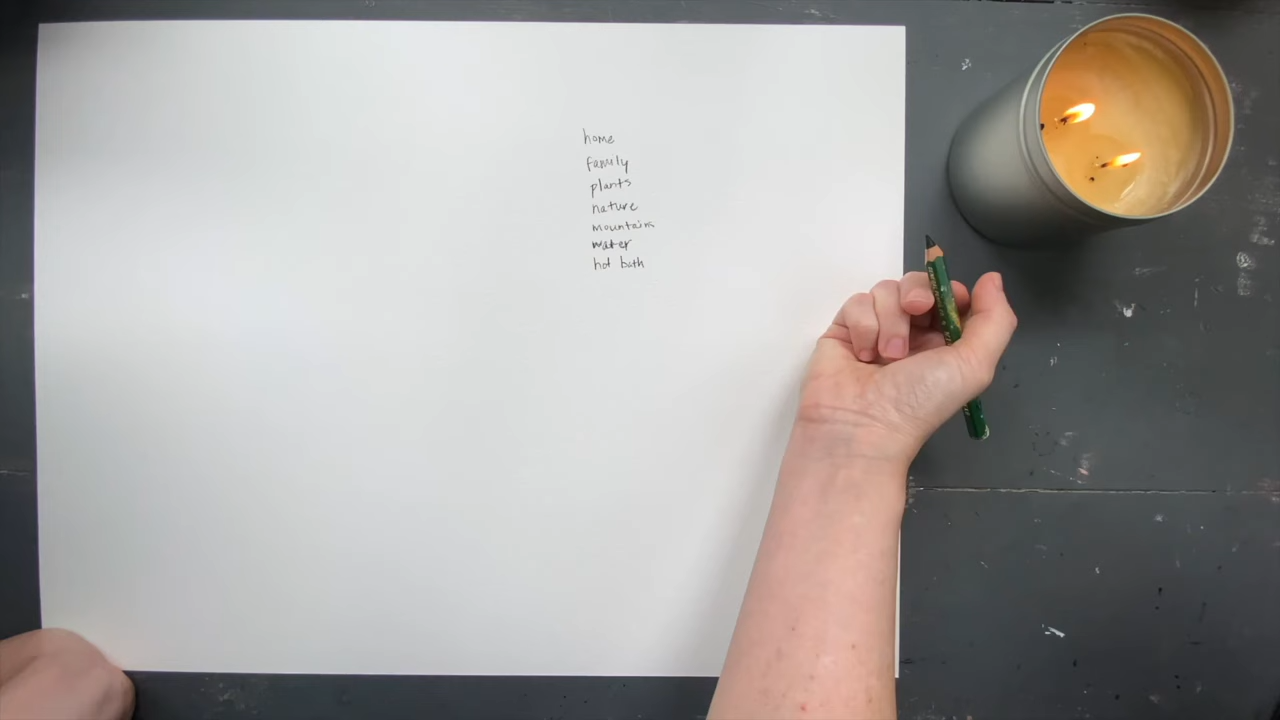 home
family
plants
nature
mountains
water
hot bath